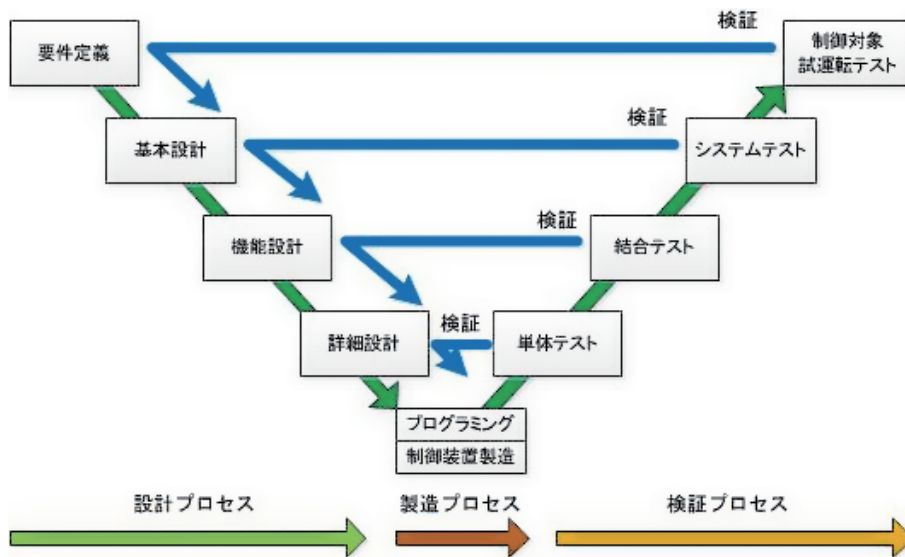 検証
要件定義
制御対象
試運転テスト
検証
基本設計
システムテスト
検証
機能設計
結合テスト
検証
詳細設計
単体テスト
プログラミング
制御装置製造
設計プロセス
製造プロセス
検証プロセス